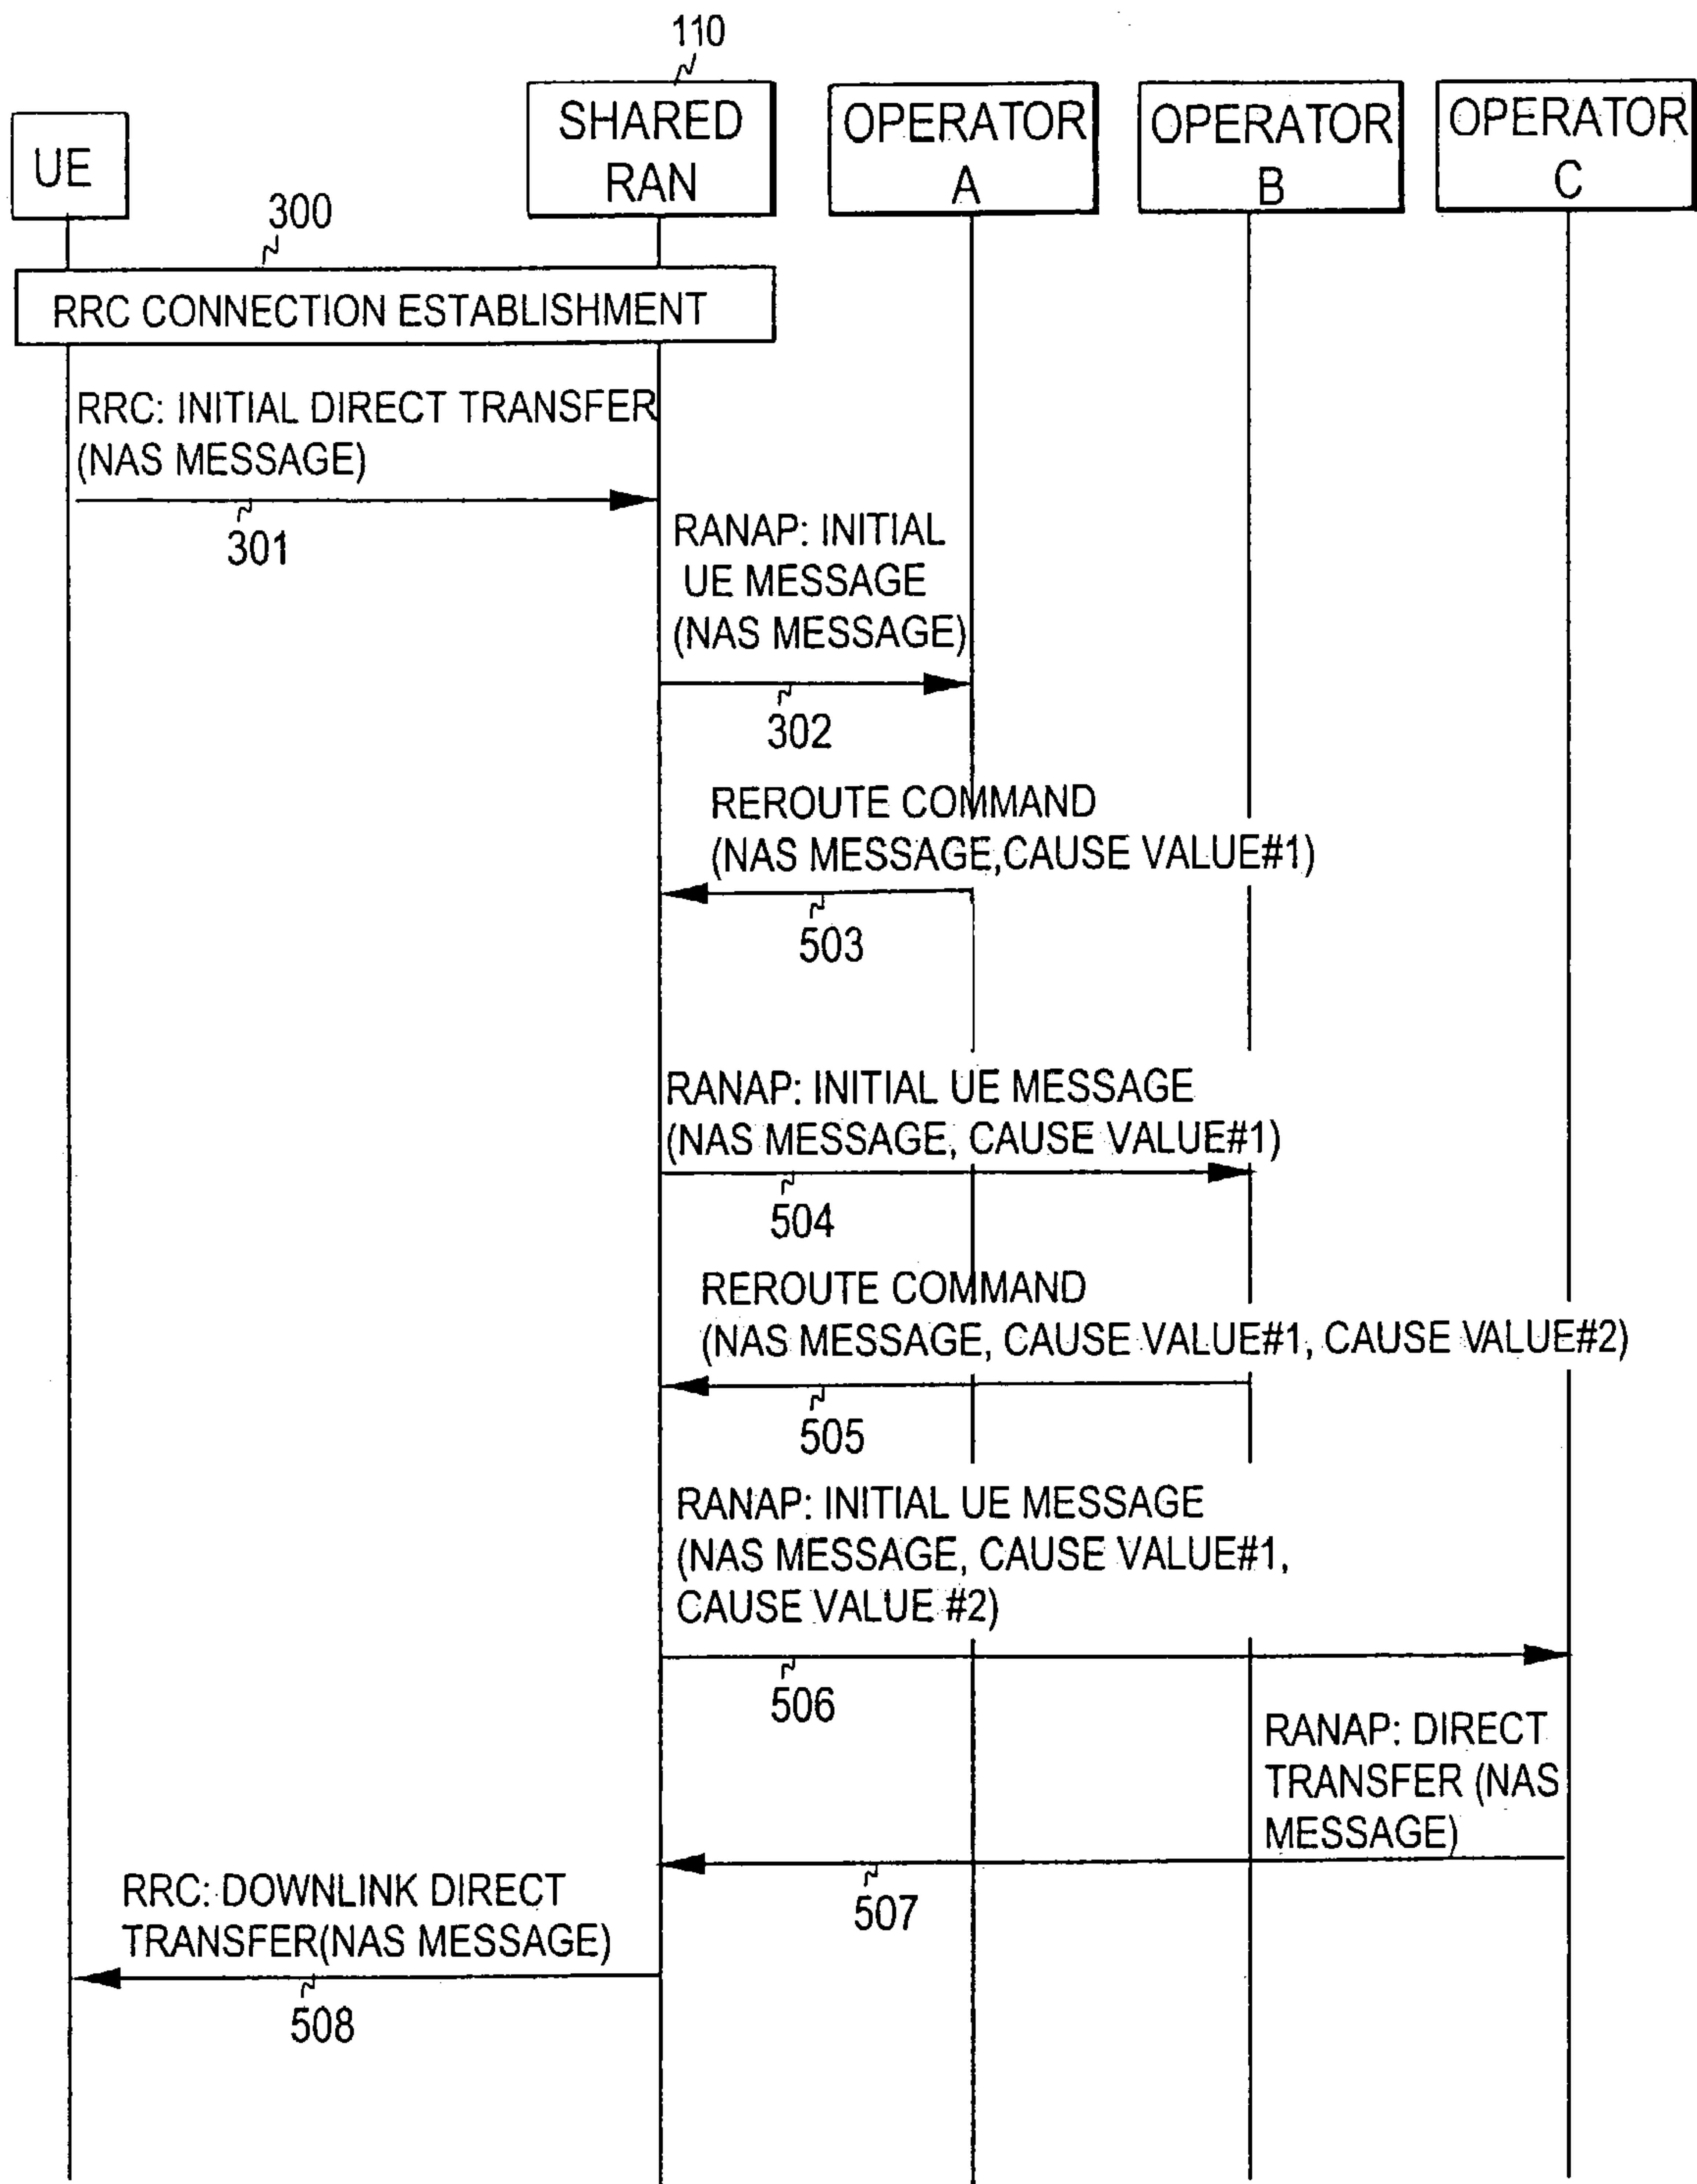 110
UE
SHARED
RAN
OPERATOR
A
OPERATOR
B
OPERATOR
C
300
RRC CONNECTION ESTABLISHMENT
RRC: INITIAL DIRECT TRANSFER
(NAS MESSAGE)
301
RANAP: INITIAL
UE MESSAGE
(NAS MESSAGE)
302
REROUTE COMMAND
(NAS MESSAGE,CAUSE VALUE#1)
503
RANAP: INITIAL UE MESSAGE
(NAS MESSAGE, CAUSE VALUE#1)
504
REROUTE COMMAND
(NAS MESSAGE, CAUSE VALUE#1, CAUSE VALUE#2)
505
RANAP: INITIAL UE MESSAGE
(NAS MESSAGE, CAUSE VALUE#1,
CAUSE VALUE #2)
506
RANAP: DIRECT
TRANSFER (NAS
MESSAGE)
507
RRC: DOWNLINK DIRECT
TRANSFER(NAS MESSAGE)
508